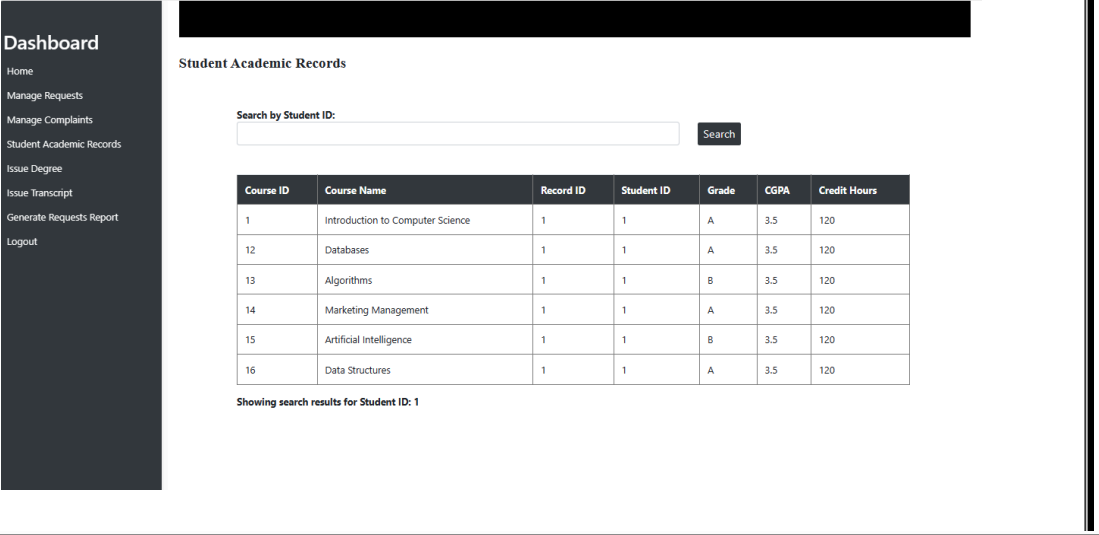 Dashboard
Home
Manage Requests
Manage Complaints
Student Academic Records
Issue Degree
Issue Transcript
Generate Requests Report
Logout
Student Academic Records
Search by Student ID:
Search
Course ID Course Name Record ID Student ID Grade CGPA Credit Hours
1 Introduction to Computer Science 1 1 A 3.5 120
12 Databases 1 1 A 3.5 120
13 Algorithms 1 1 B 3.5 120
14 Marketing Management 1 1 A 3.5 120
15 Artificial Intelligence 1 1 B 3.5 120
16 Data Structures 1 1 A 3.5 120
Showing search results for Student ID: 1